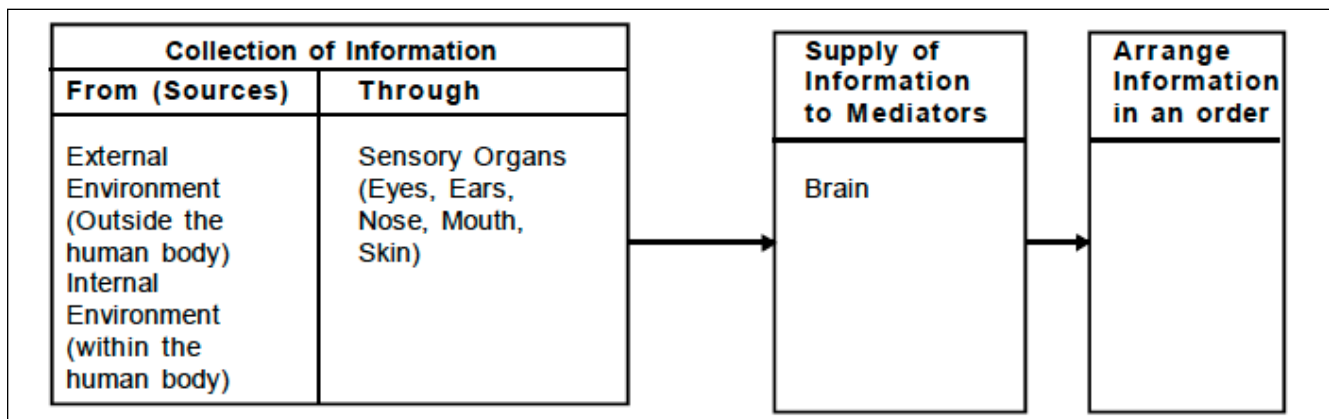 Collection of Information
From (Sources)
Through
External
Environment
(Outside the
human body)
Internal
Environment
(within the
human body)
Sensory Organs
(Eyes, Ears,
Nose, Mouth,
Skin)
Supply of
Information
to Mediators
Brain
Arrange
Information
in an order